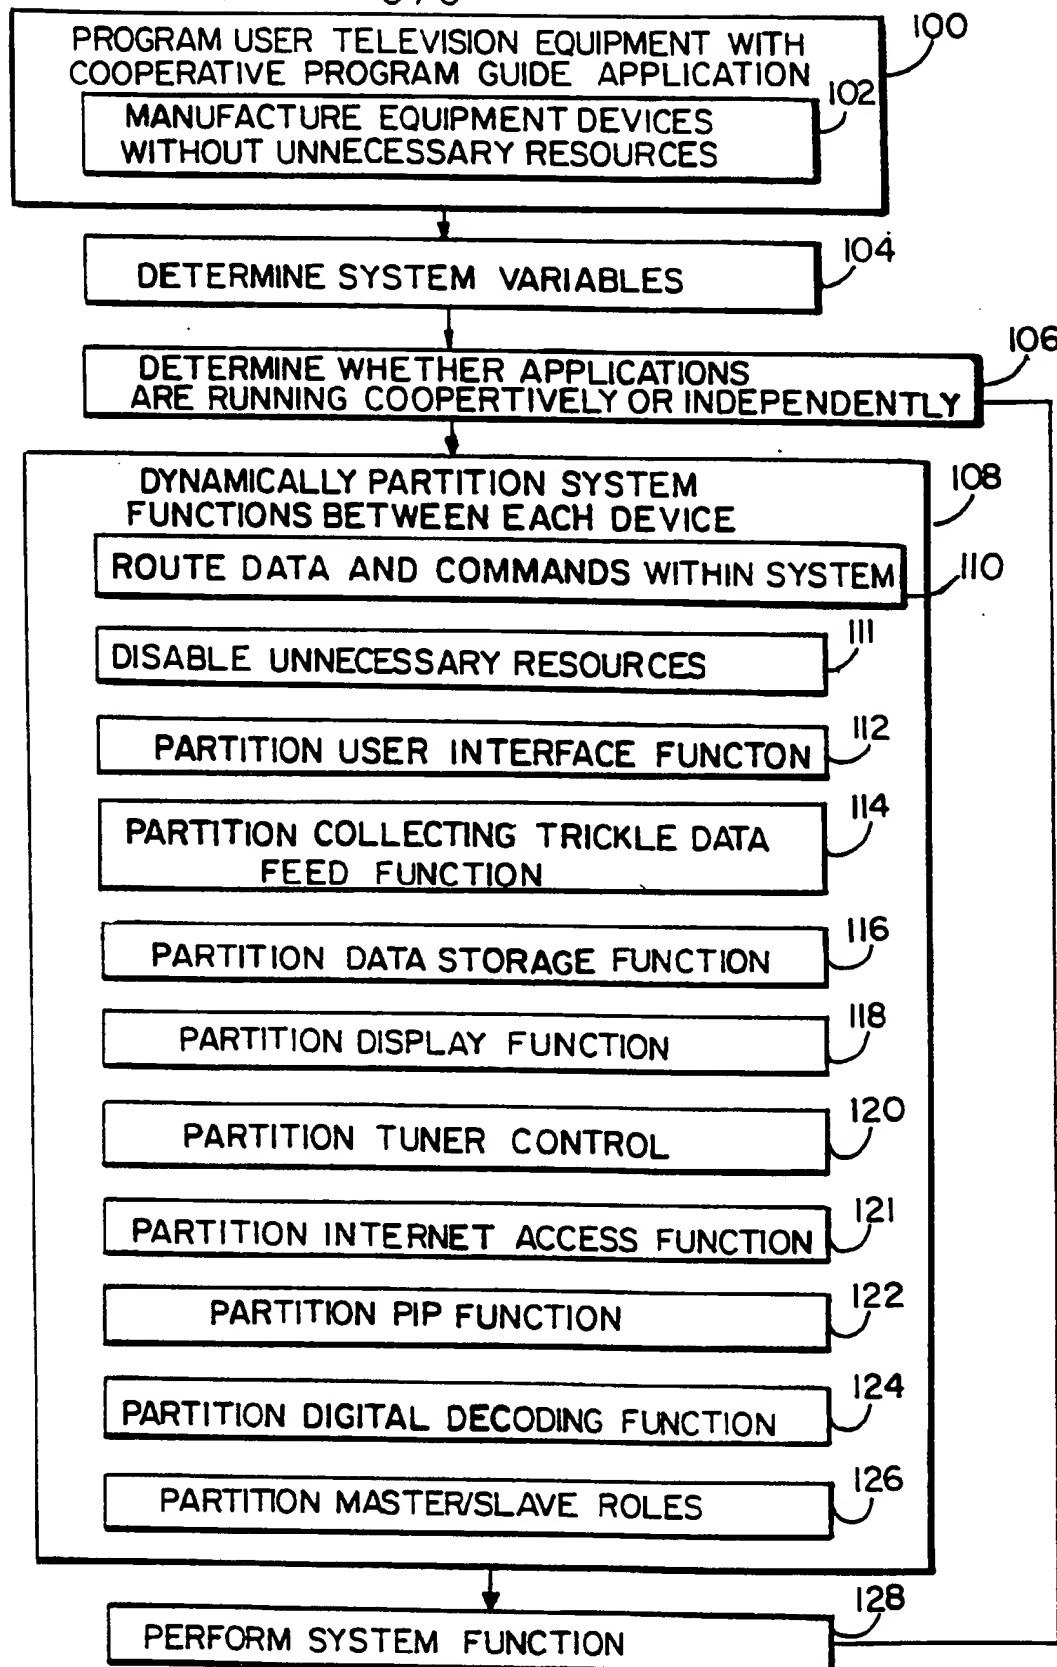 PROGRAM USER TELEVISION EQUIPMENT WITH
COOPERATIVE PROGRAM GUIDE APPLICATION
100
MANUFACTURE EQUIPMENT DEVICES
WITHOUT UNNECESSARY RESOURCES
102
DETERMINE SYSTEM VARIABLES
104
DETERMINE WHETHER APPLICATIONS
ARE RUNNING COOPERTIVELY OR INDEPENDENTLY
106
DYNAMICALLY PARTITION SYSTEM
FUNCTIONS BETWEEN EACH DEVICE
108
ROUTE DATA AND COMMANDS WITHIN SYSTEM
110
DISABLE UNNECESSARY RESOURCES
111
PARTITION USER INTERFACE FUNCTON
112
PARTITION COLLECTING TRICKLE DATA
FEED FUNCTION
114
PARTITION DATA STORAGE FUNCTION
116
PARTITION DISPLAY FUNCTION
118
PARTITION TUNER CONTROL
120
PARTITION INTERNET ACCESS FUNCTION
121
PARTITION PIP FUNCTION
122
PARTITION DIGITAL DECODING FUNCTION
124
PARTITION MASTER/SLAVE ROLES
126
PERFORM SYSTEM FUNCTION
128